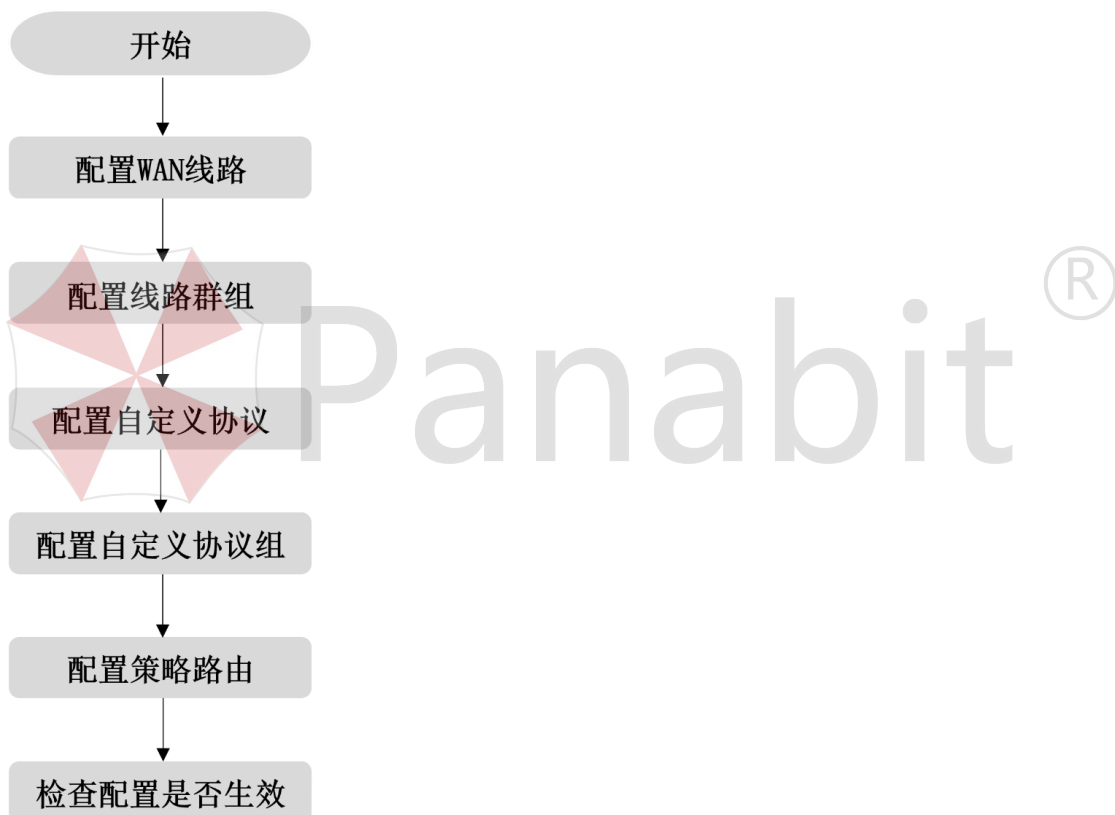 开始
配置WAN线路
配置线路群组
Panabit®
配置自定义协议
配置自定义协议组
配置策略路由
检查配置是否生效